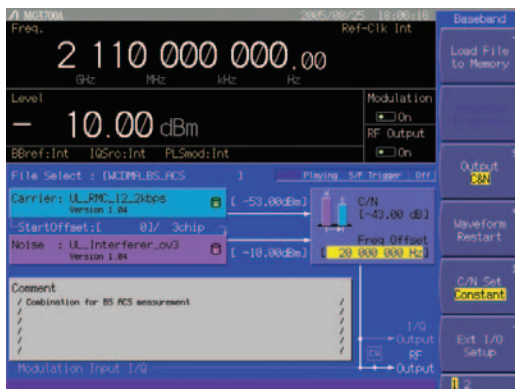 MG3700A 2005/08/25 18:06:16
Freq. Ref-Clk Int
2 110 000 000.00
GHz MHz kHz Hz
Level
- 10.00 dBm
Modulation
On
RF Output
On
BBref:Int IQSrc:Int PLSmod:Int
File Select : [WCDMA_BS_ACS ] Playing S/F Trigger : Off
Carrier: UL_RMC_12_2kbps
Version 1.04
[ -53.00dBm]
C/N
[-43.00 dB]
StartOffset:[ 0]/ 3chip
Noise : UL_Interferer_ov3
Version 1.04
[ -10.00dBm]
Freq Offset
[ 20 000 000 Hz]
Comment
/ Combination for BS ACS measurement /
/ /
/ /
/ /
/ /
/ /
I/Q
Output
CW
RF
Output
Modulation Input I/Q
Baseband
Load File
to Memory
Output
C&N
Waveform
Restart
C/N Set
Constant
Ext I/O
Setup
1 2